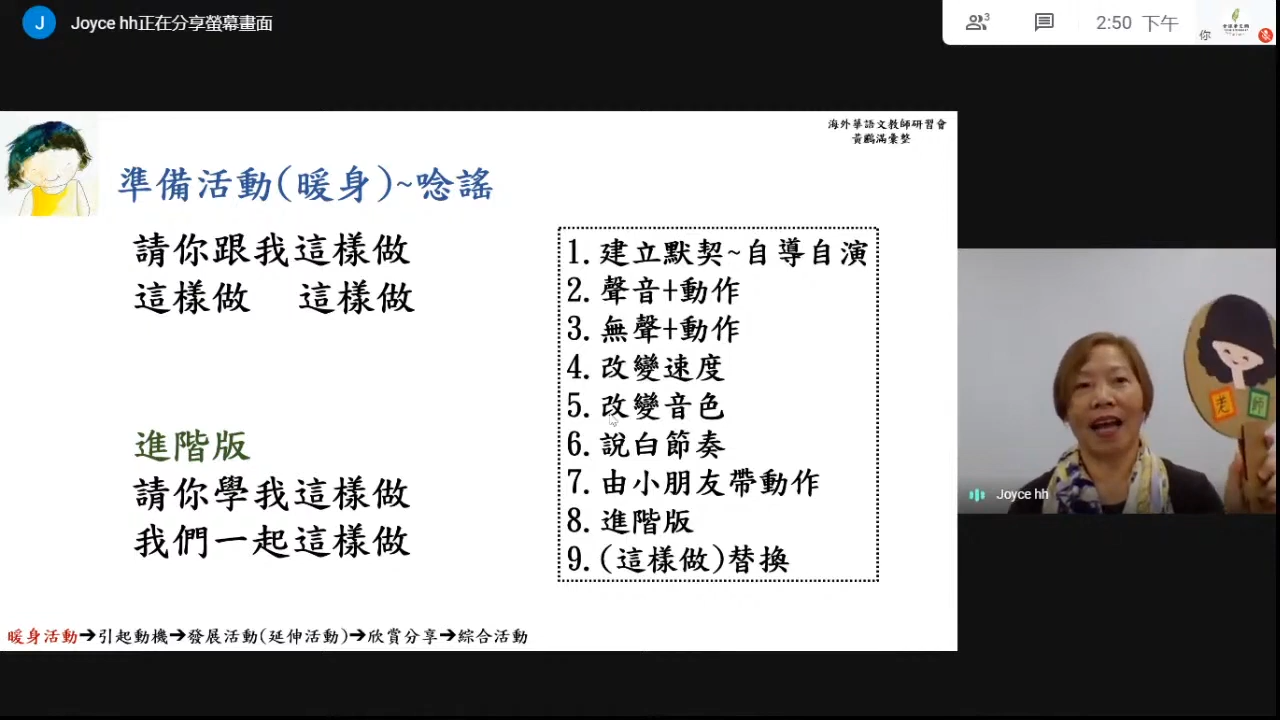 J
Joyce hh正在分享螢幕畫面
3
2:50 下午
你
海外華語文教師研習會
黃鸝滿彙整
準備活動(暖身)~唸謠
請你跟我這樣做
這樣做 這樣做
進階版
請你學我這樣做
我們一起這樣做
1. 建立默契~自導自演
2. 聲音+動作
3. 無聲+動作
4. 改變速度
5. 改變音色
6. 說白節奏
7. 由小朋友帶動作
8. 進階版
9. (這樣做)替換
老師
Joyce hh
暖身活動➔引起動機➔發展活動(延伸活動)➔欣賞分享➔綜合活動